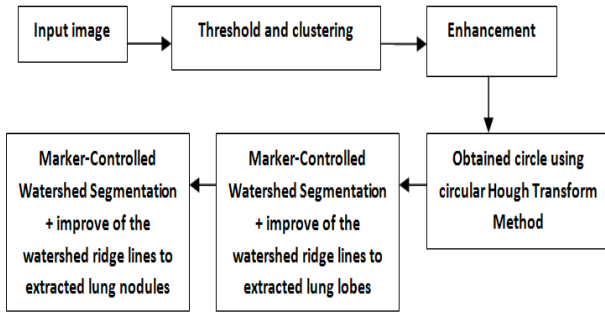 Input image
Threshold and clustering
Enhancement
Obtained circle using
circular Hough Transform
Method
Marker-Controlled
Watershed Segmentation
+ improve of the
watershed ridge lines to
extracted lung lobes
Marker-Controlled
Watershed Segmentation
+ improve of the
watershed ridge lines to
extracted lung nodules